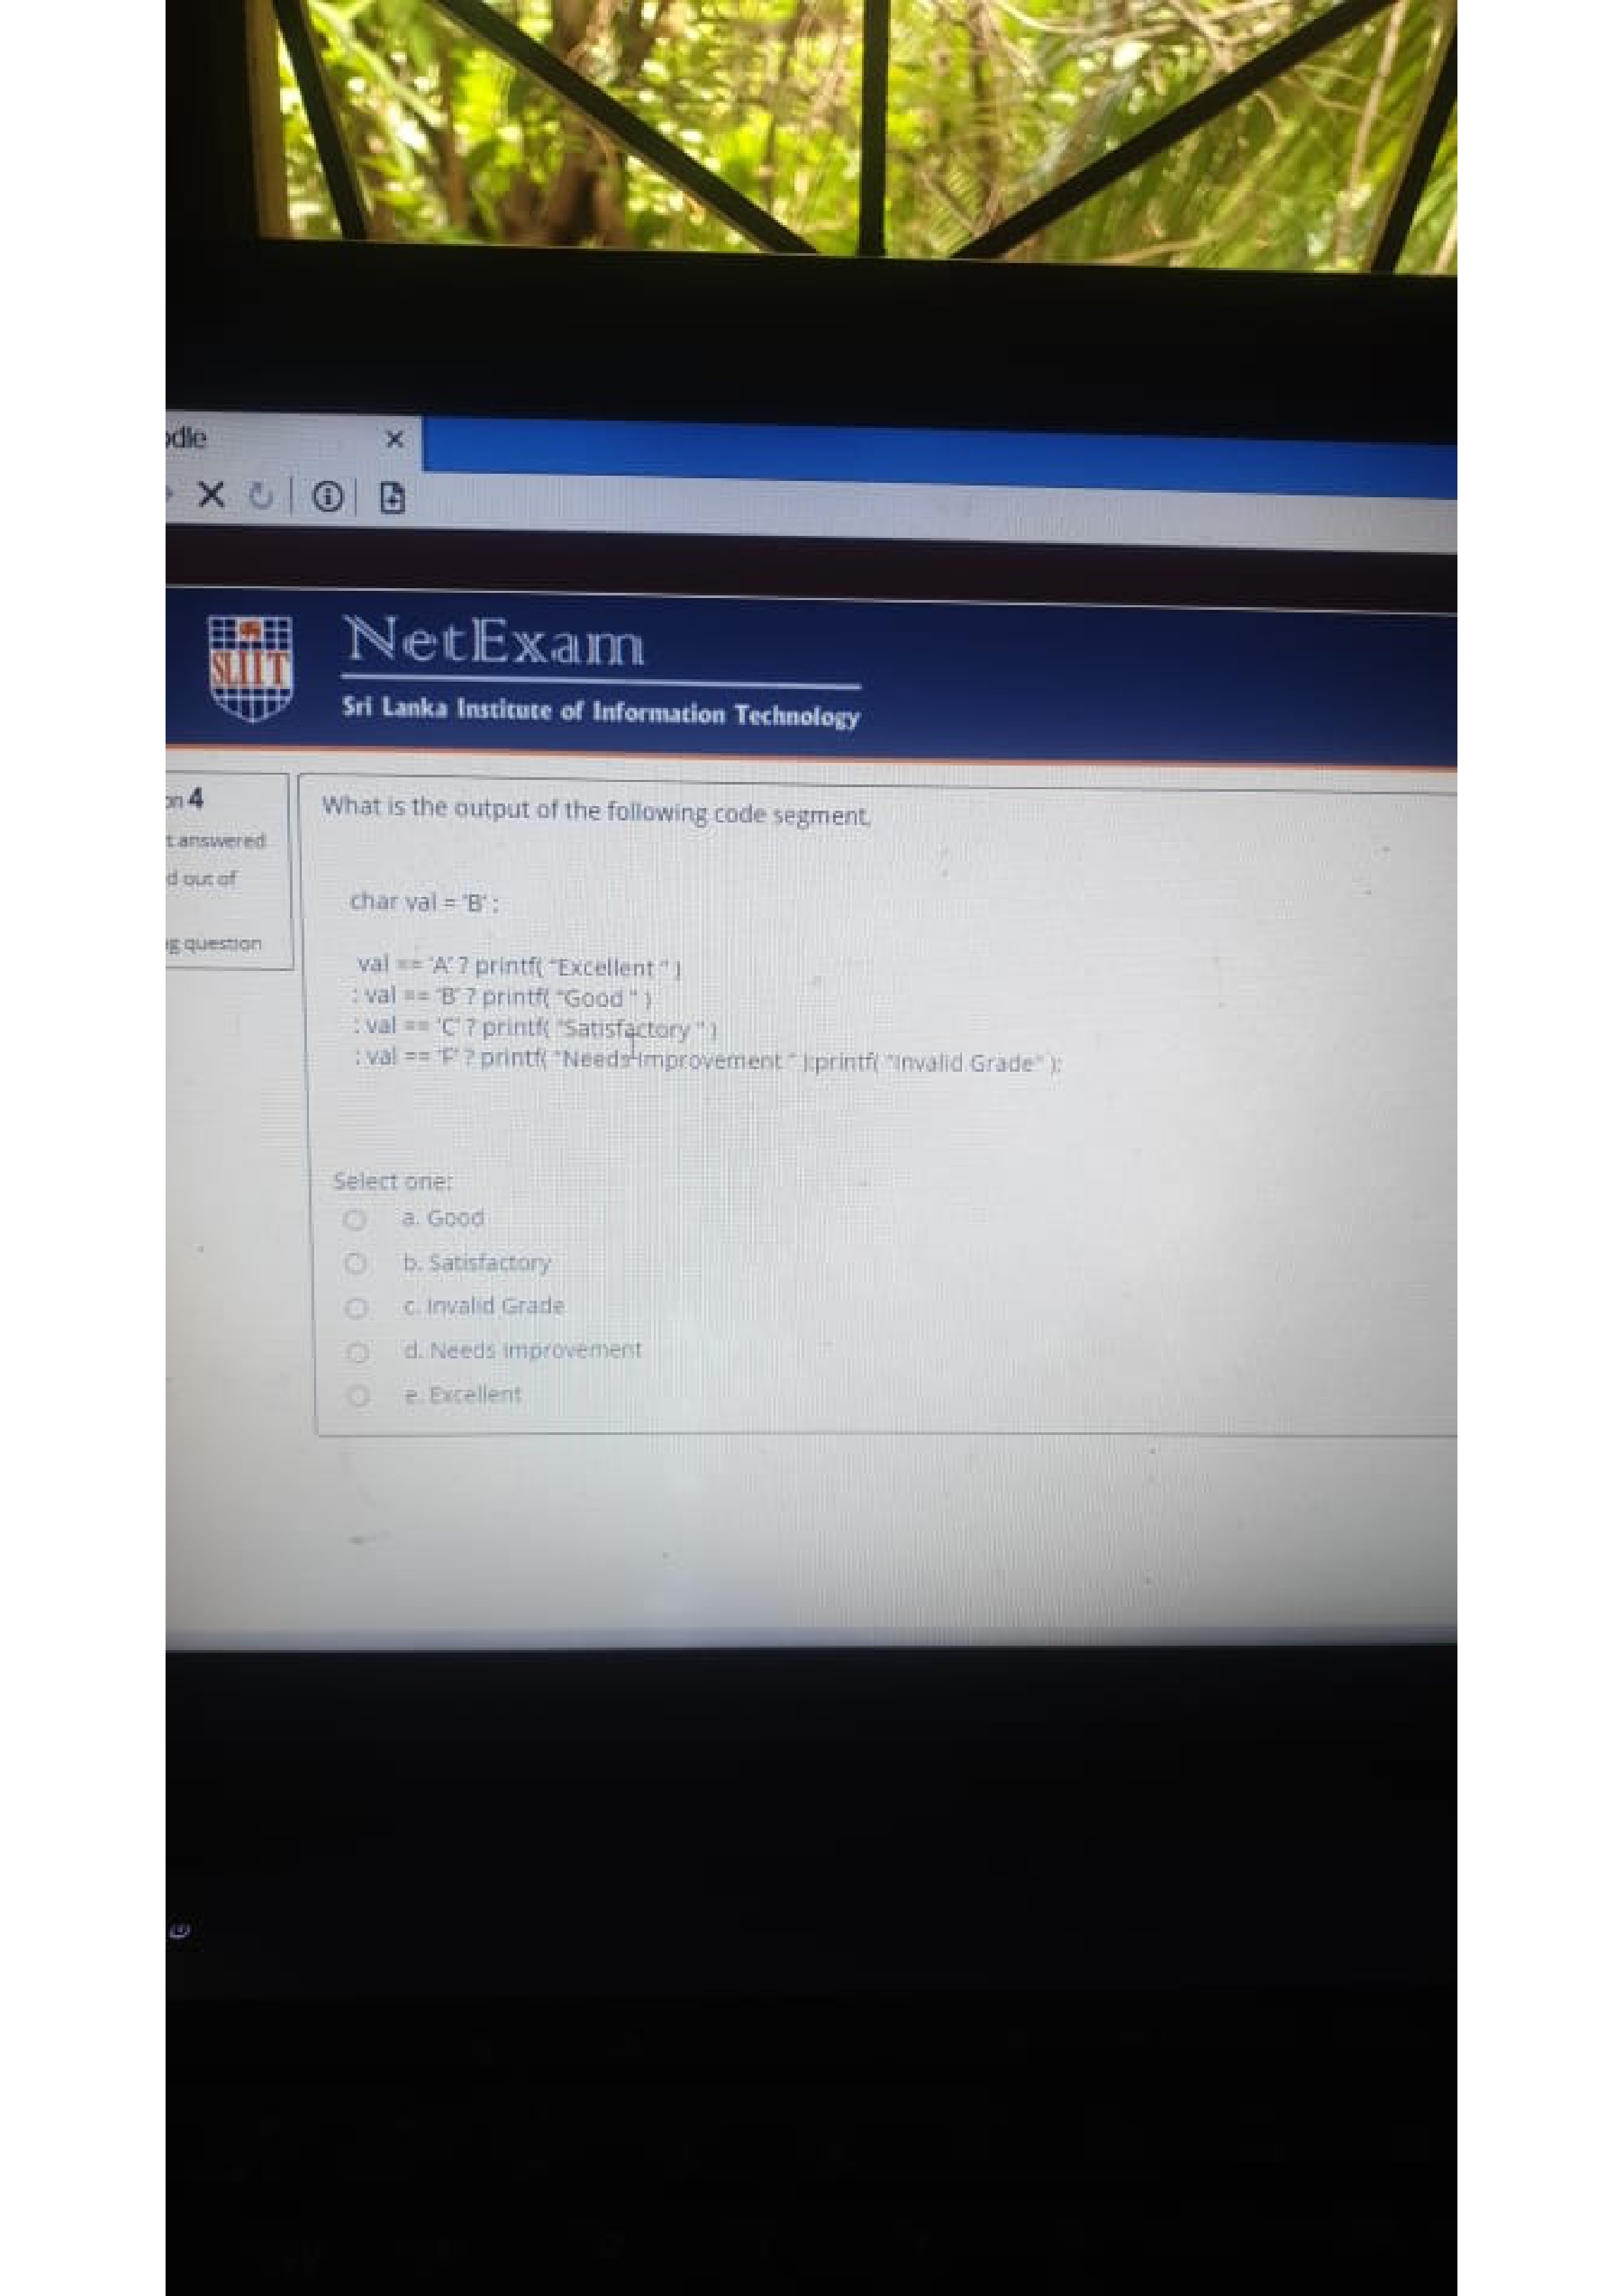 odle
NetExam
SLIIT
Sri Lanka Institute of Information Technology
on 4
t answered
d out of
g question
What is the output of the following code segment.
char val = 'B' ;
val == 'A' ? printf( "Excellent " )
: val == 'B' ? printf( "Good " )
: val == 'C' ? printf( "Satisfactory " )
: val == 'F' ? printf( "Needs Improvement " ):printf( "Invalid Grade" );
Select one:
a. Good
b. Satisfactory
c. Invalid Grade
d. Needs Improvement
e. Excellent